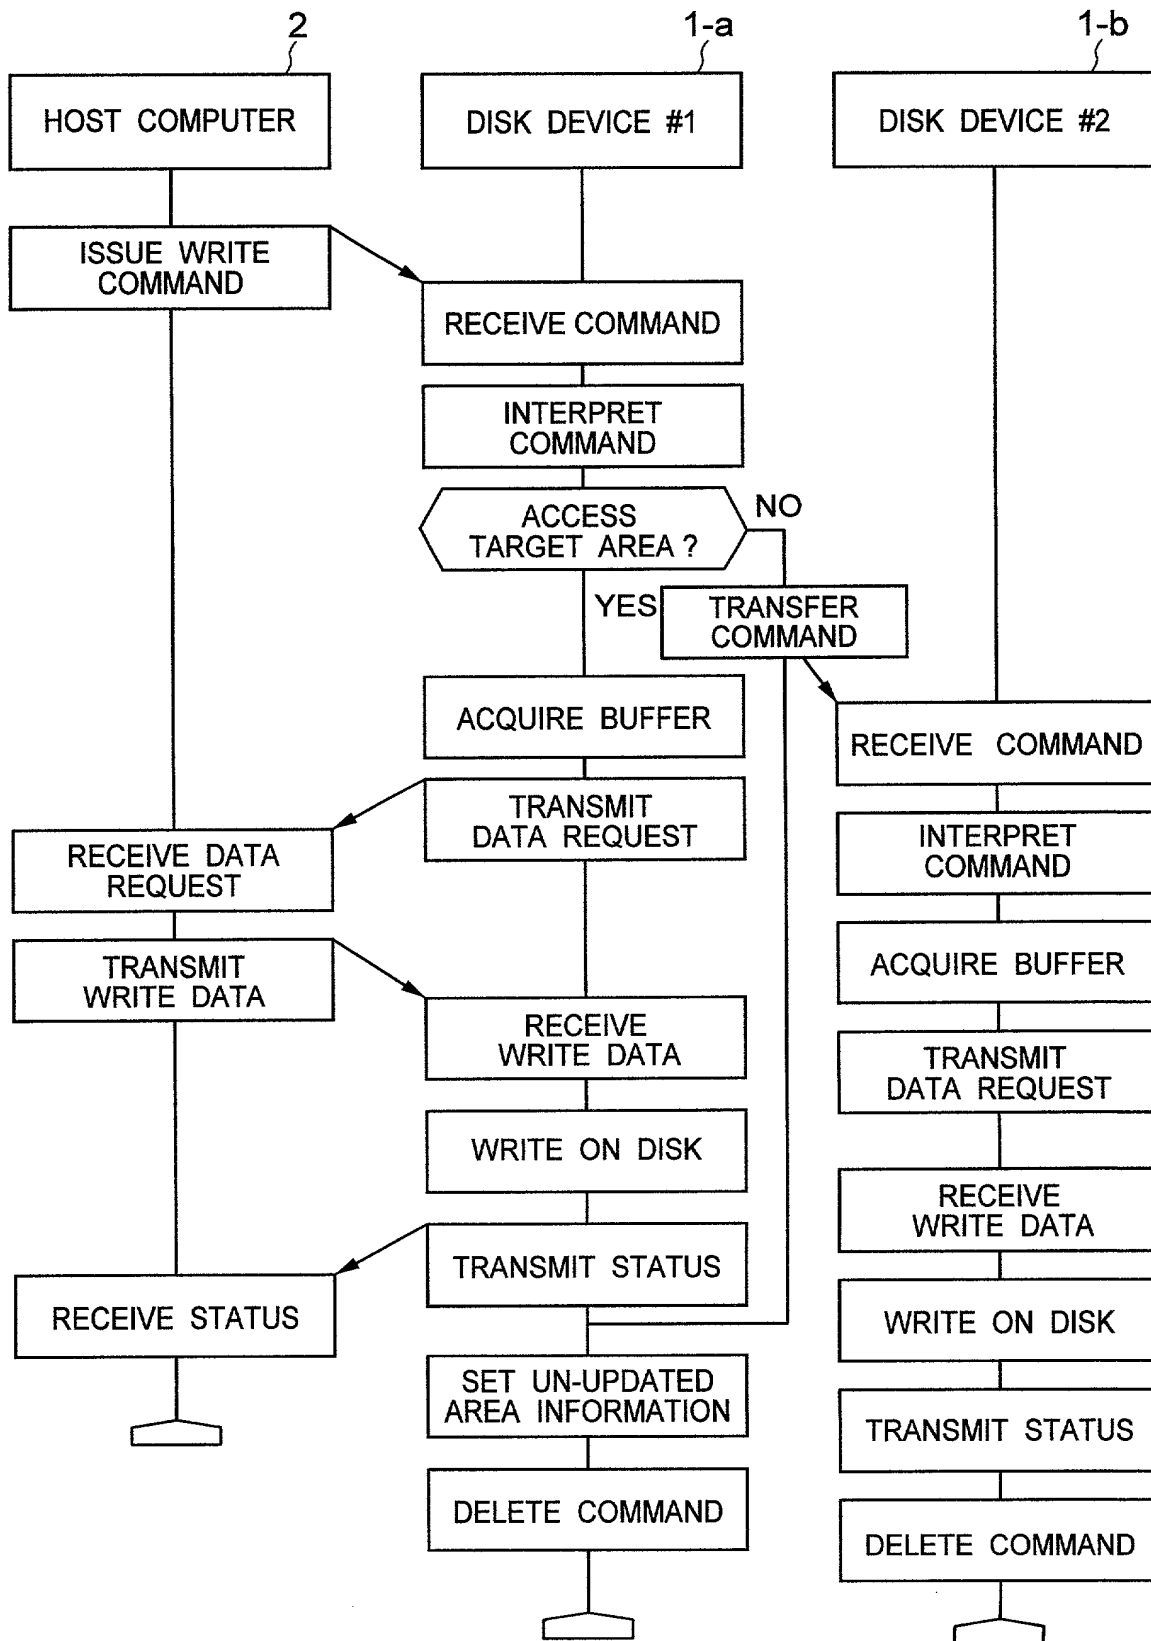 2
1-a
1-b
HOST COMPUTER
DISK DEVICE #1
DISK DEVICE #2
ISSUE WRITE
COMMAND
RECEIVE COMMAND
INTERPRET
COMMAND
ACCESS
TARGET AREA ?
NO
YES
TRANSFER
COMMAND
ACQUIRE BUFFER
RECEIVE COMMAND
TRANSMIT
DATA REQUEST
RECEIVE DATA
REQUEST
INTERPRET
COMMAND
TRANSMIT
WRITE DATA
ACQUIRE BUFFER
RECEIVE
WRITE DATA
TRANSMIT
DATA REQUEST
WRITE ON DISK
RECEIVE
WRITE DATA
TRANSMIT STATUS
RECEIVE STATUS
WRITE ON DISK
SET UN-UPDATED
AREA INFORMATION
TRANSMIT STATUS
DELETE COMMAND
DELETE COMMAND